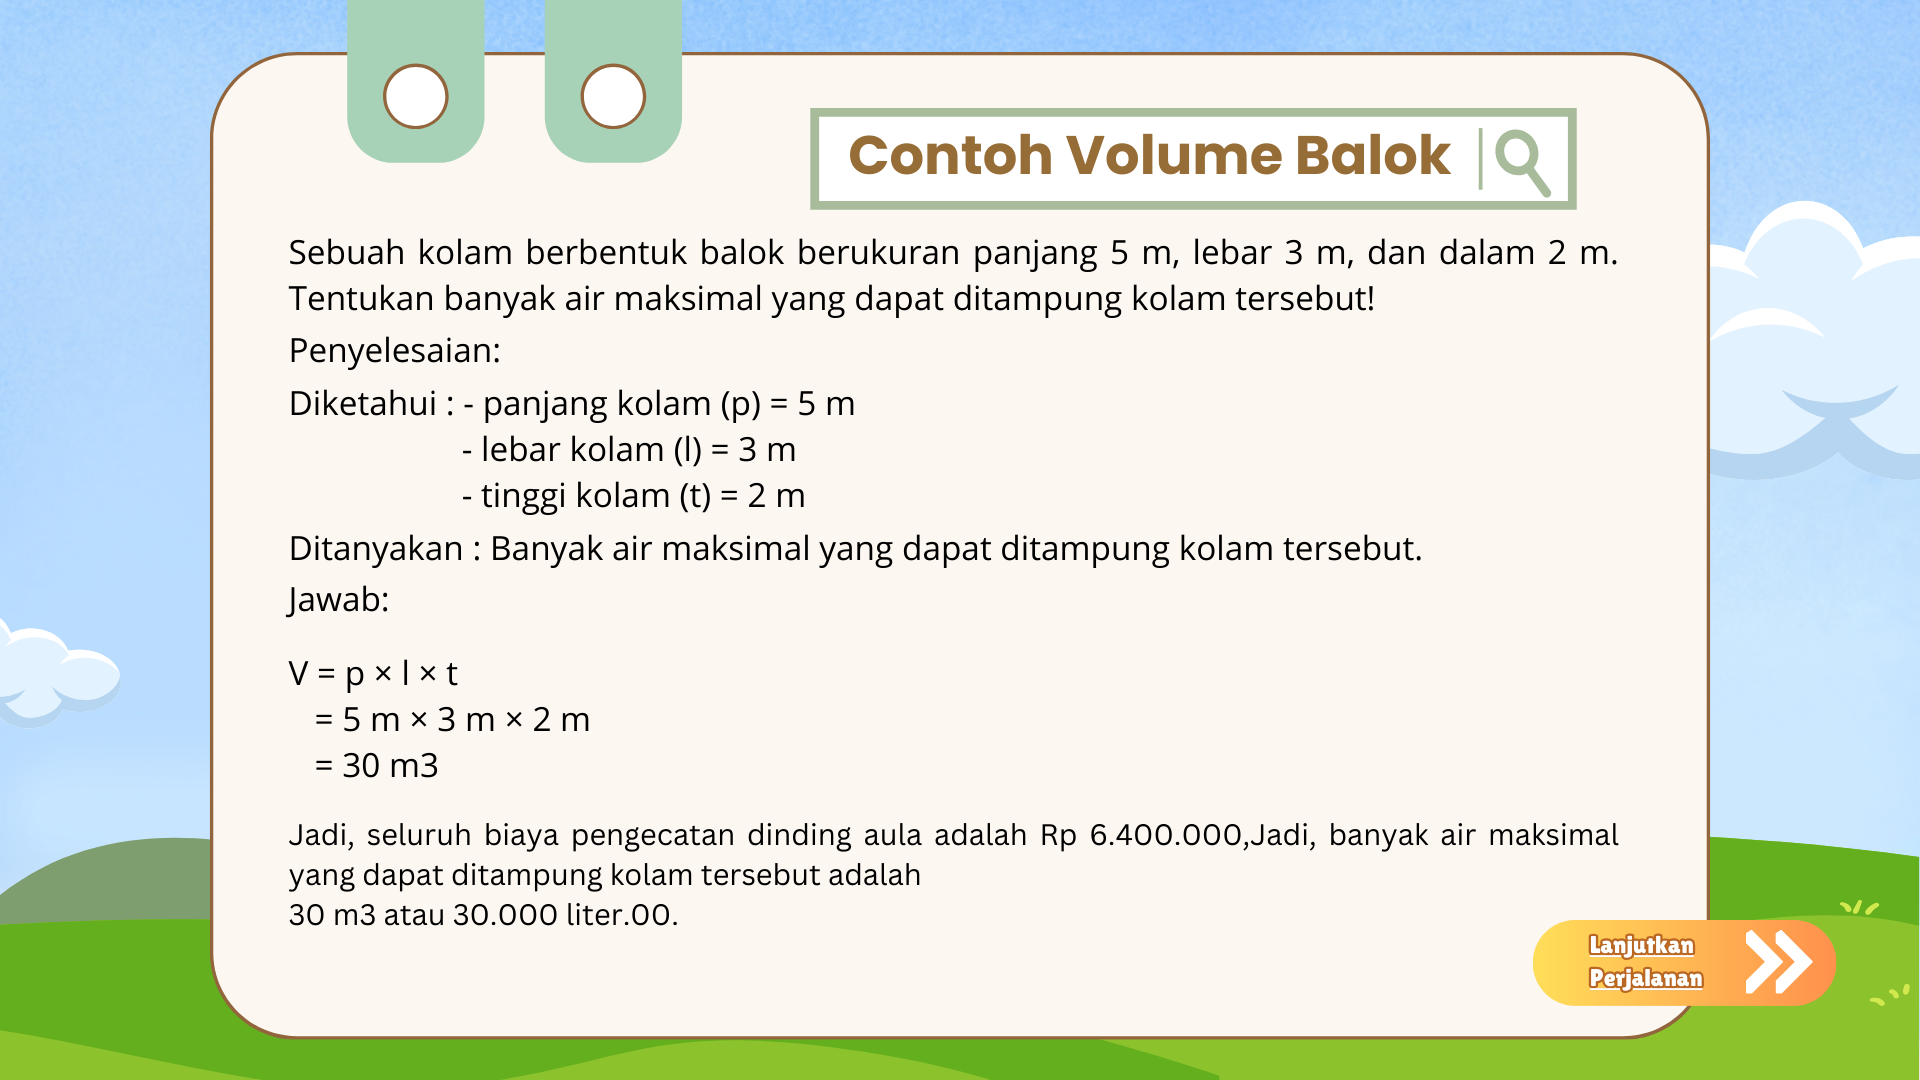 Contoh Volume Balok
Sebuah kolam berbentuk balok berukuran panjang 5 m, lebar 3 m, dan dalam 2 m.
Tentukan banyak air maksimal yang dapat ditampung kolam tersebut!
Penyelesaian:
Diketahui : - panjang kolam (p) = 5 m
- lebar kolam (l) = 3 m
- tinggi kolam (t) = 2 m
Ditanyakan : Banyak air maksimal yang dapat ditampung kolam tersebut.
Jawab:
V = p × l × t
= 5 m × 3 m × 2 m
= 30 m3
Jadi, seluruh biaya pengecatan dinding aula adalah Rp 6.400.000,Jadi, banyak air maksimal
yang dapat ditampung kolam tersebut adalah
30 m3 atau 30.000 liter.00.
Lanjutkan
Perjalanan